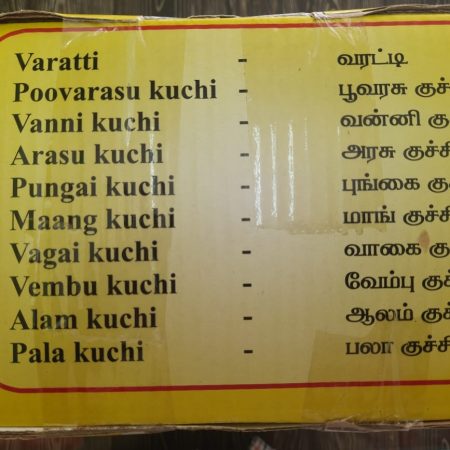 Varatti - வரட்டி
Poovarasu kuchi - பூவரசு
Vanni kuchi - வன்னி
Arasu kuchi - அரசு
Pungai kuchi - புங்கை
Maang kuchi - மாங்
Vagai kuchi - வாகை
Vembu kuchi - வேம்பு
Alam kuchi - ஆலம்
Pala kuchi - பலா